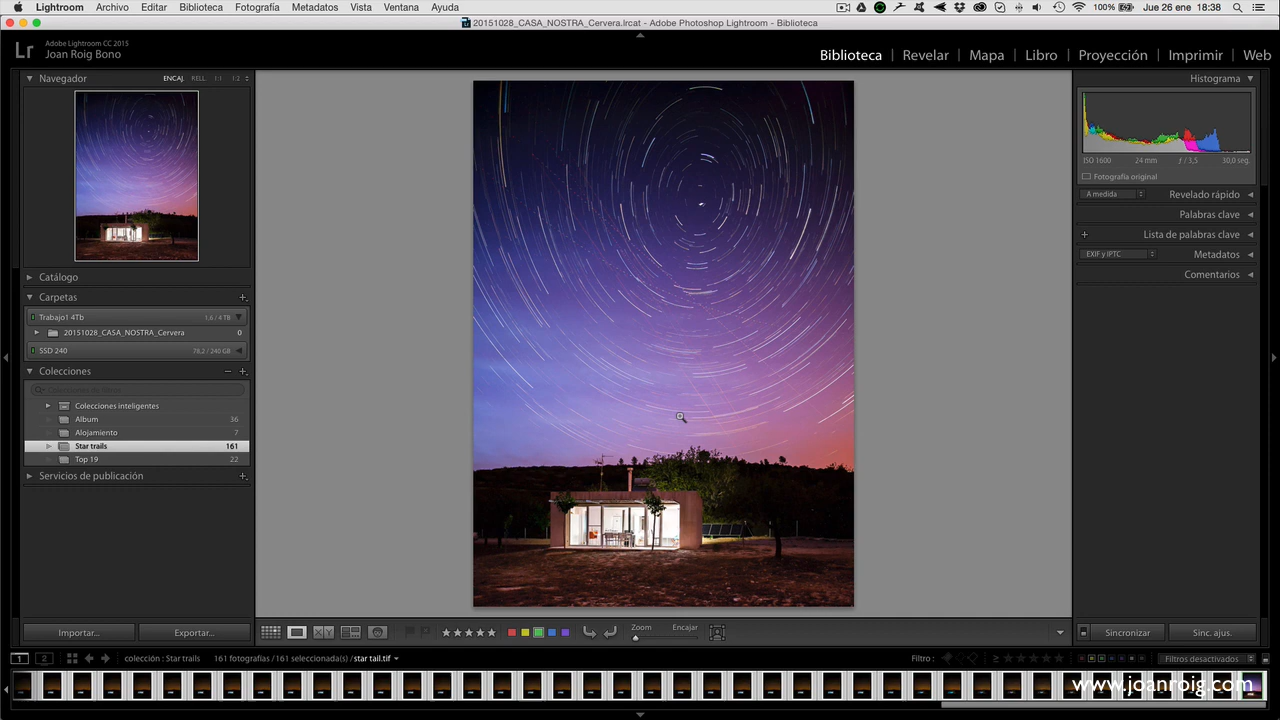 Lightroom Archivo Editar Biblioteca Fotografía Metadatos Vista Ventana Ayuda 100% Jue 26 ene 18:38
20151028_CASA_NOSTRA_Cervera.lrcat - Adobe Photoshop Lightroom - Biblioteca
Lr Adobe Lightroom CC 2015
Joan Roig Bono
Biblioteca | Revelar | Mapa | Libro | Proyección | Imprimir | Web
Navegador ENCAJ. RELL. 1:1 1:2
Histograma
ISO 1600 24 mm ƒ / 3,5 30,0 seg.
Fotografía original
A medida Revelado rápido
Palabras clave
+ Lista de palabras clave
EXIF y IPTC Metadatos
Comentarios
Catálogo
Carpetas +
Trabajo1 4Tb 1,6 / 4 TB
20151028_CASA_NOSTRA_Cervera 0
SSD 240 78,2 / 240 GB
Colecciones − +
Colecciones inteligentes
Album 36
Alojamiento 7
Star trails 161
Top 19 22
Servicios de publicación +
Importar... Exportar...
XY Zoom Encajar
Sincronizar Sinc. ajus.
1 2 colección : Star trails 161 fotografías / 161 seleccionada(s) / star tail.tif Filtro : ≥ Filtros desactivados
www.joanroig.com